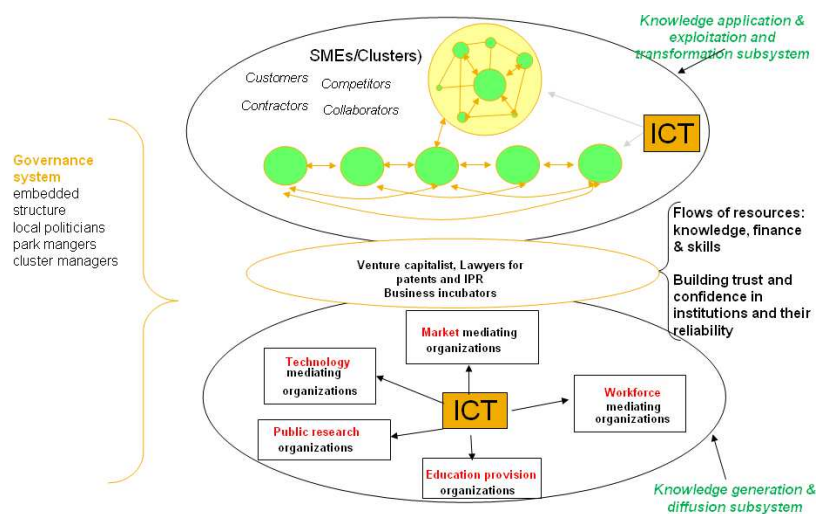 Knowledge application &
exploitation and
transformation subsystem
SMEs/Clusters)
Customers
Competitors
Contractors
Collaborators
ICT
Governance
system
embedded
structure
local politicians
park mangers
cluster managers
Flows of resources:
knowledge, finance
& skills
Building trust and
confidence in
institutions and their
reliability
Venture capitalist, Lawyers for
patents and IPR
Business incubators
Market mediating
organizations
Technology
mediating
organizations
Workforce
mediating
organizations
ICT
Public research
organizations
Education provision
organizations
Knowledge generation &
diffusion subsystem